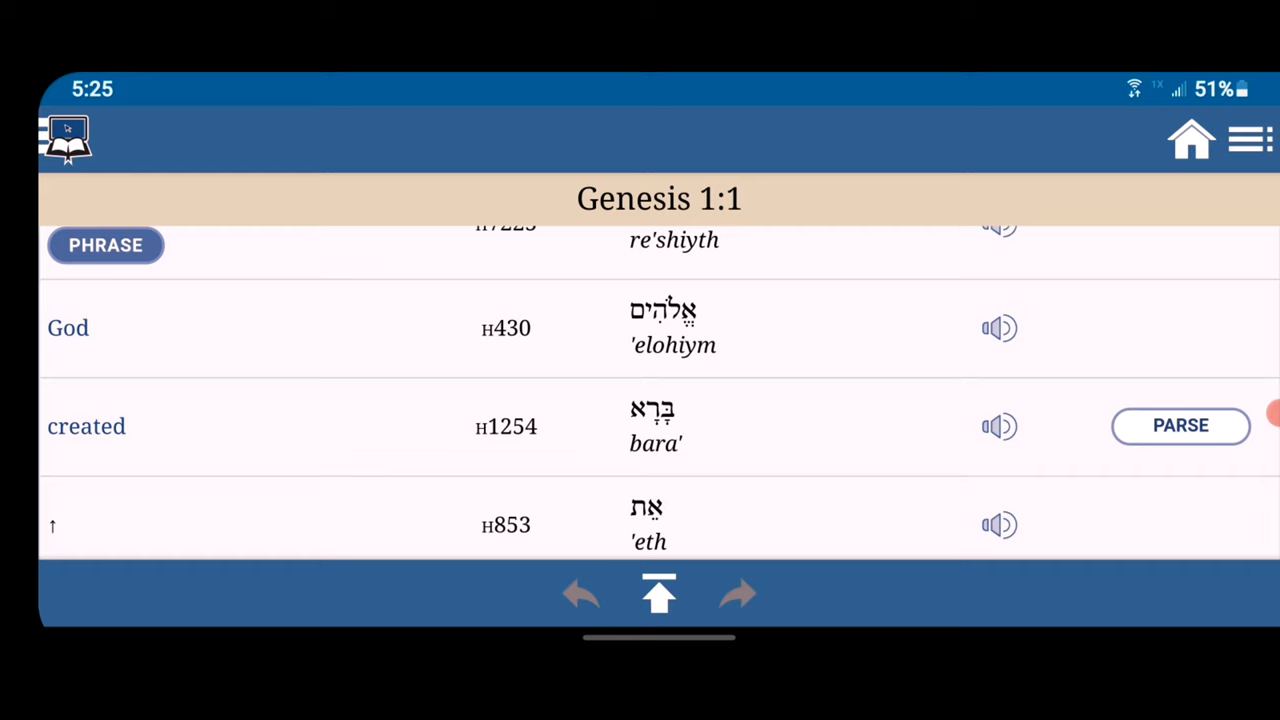 5:25
1X
51%
Genesis 1:1
PHRASE
re'shiyth
God
H430
אֱלֹהִים
'elohiym
created
H1254
בָּרָא
bara'
PARSE
↑
H853
אֵת
'eth